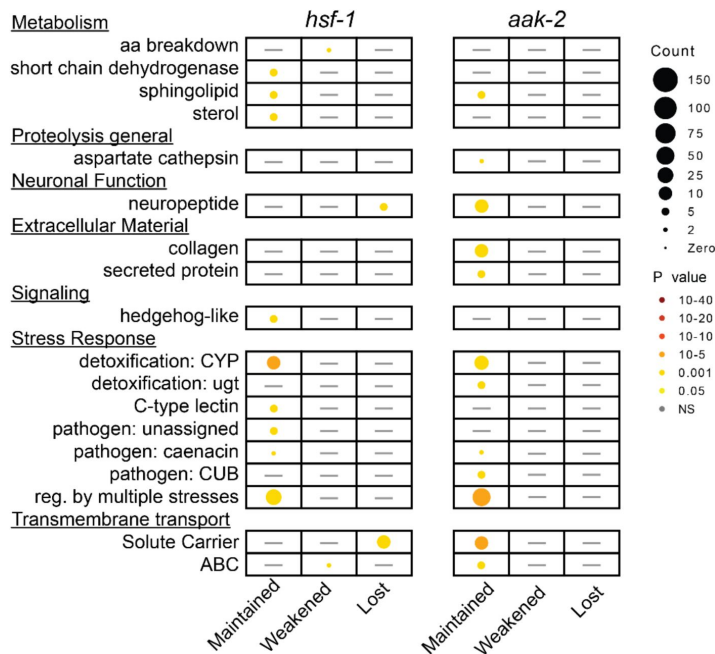 Metabolism
hsf-1
aak-2
aa breakdown
short chain dehydrogenase
sphingolipid
sterol
Proteolysis general
aspartate cathepsin
Neuronal Function
neuropeptide
Extracellular Material
collagen
secreted protein
Signaling
hedgehog-like
Stress Response
detoxification: CYP
detoxification: ugt
C-type lectin
pathogen: unassigned
pathogen: caenacin
pathogen: CUB
reg. by multiple stresses
Transmembrane transport
Solute Carrier
ABC
Maintained
Weakened
Lost
Maintained
Weakened
Lost
Count
150
100
75
50
25
10
5
2
Zero
P value
10-40
10-20
10-10
10-5
0.001
0.05
NS